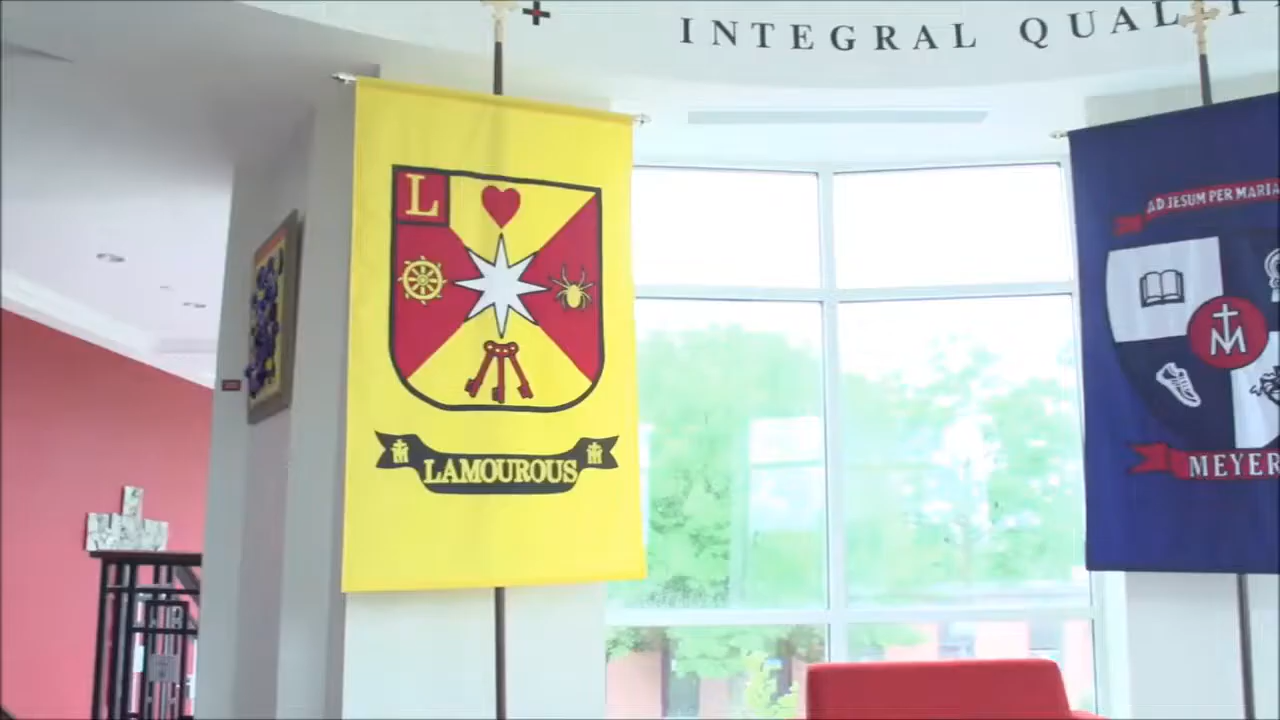 INTEGRAL QUAL
L
LAMOUROUS
AD JESUM PER MARIA
M
MEYER